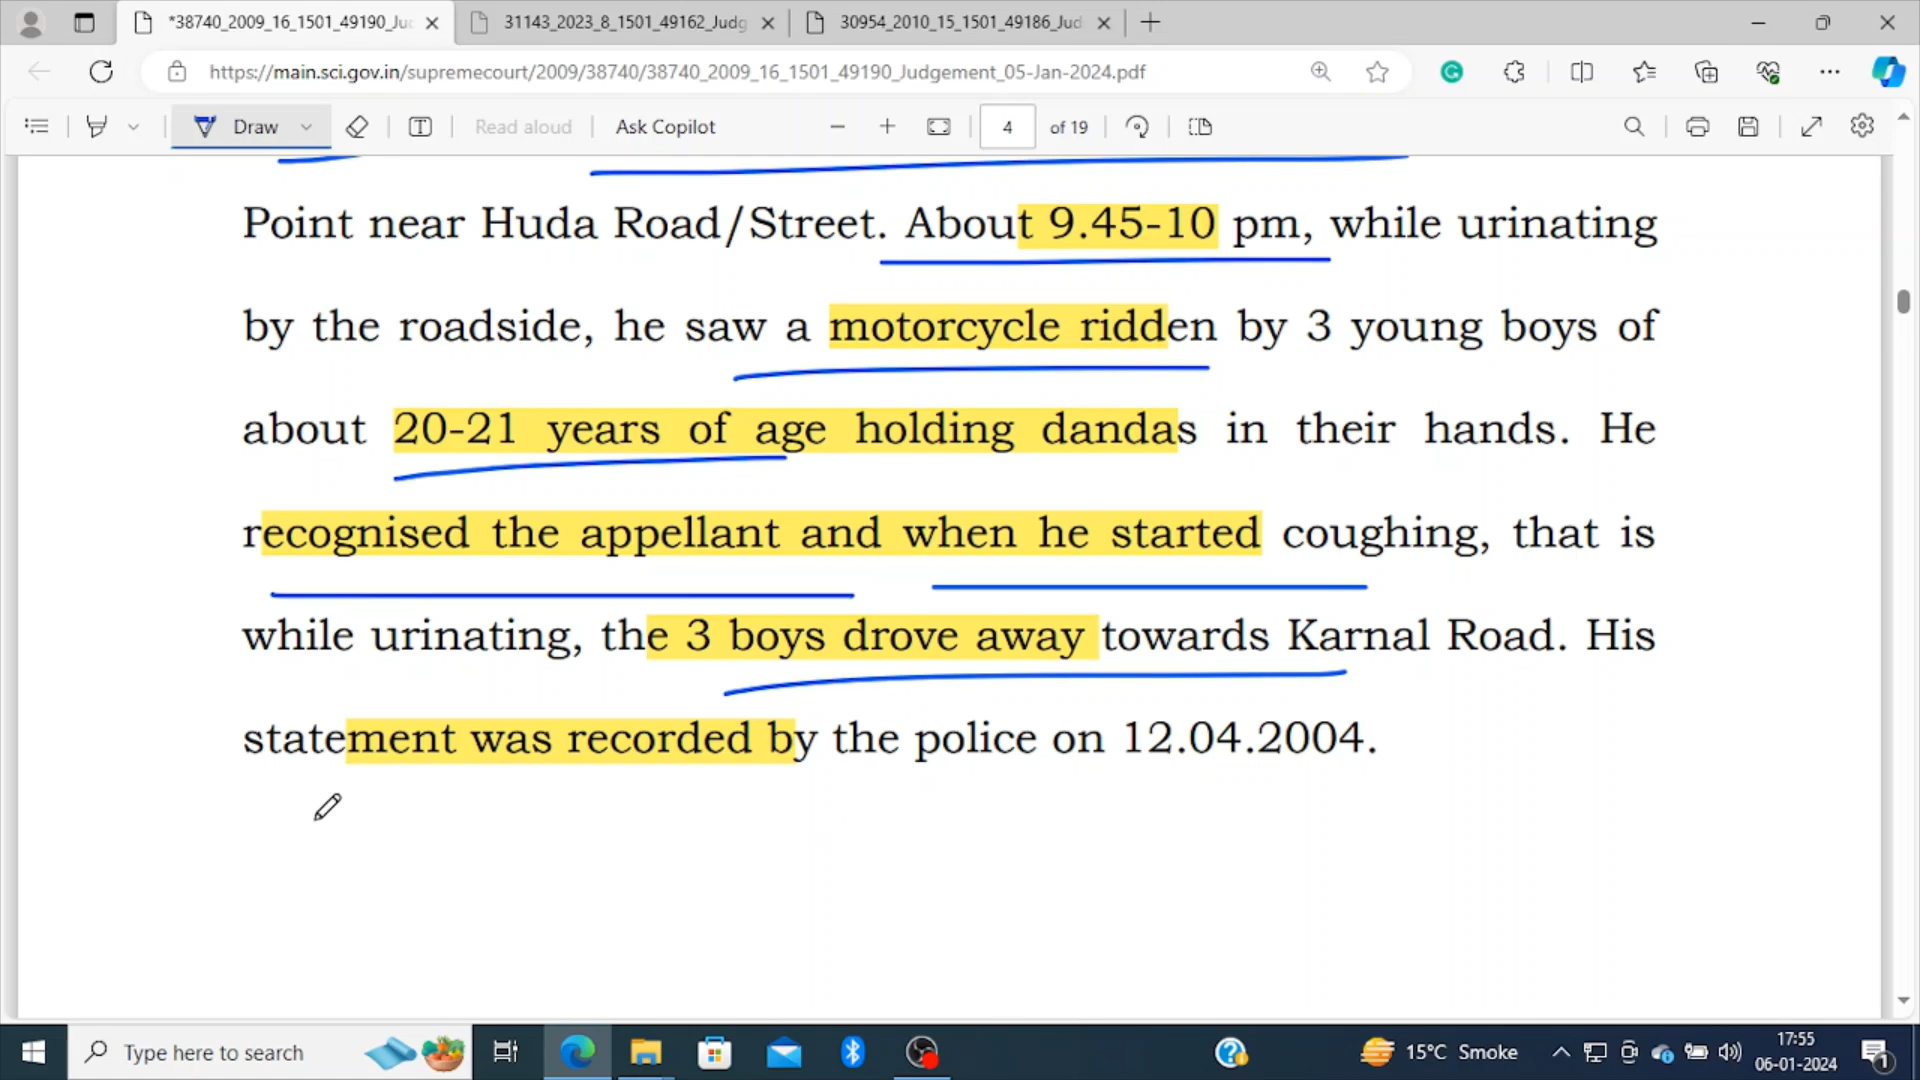 *38740_2009_16_1501_49190_Ju
31143_2023_8_1501_49162_Judg
30954_2010_15_1501_49186_Jud
https://main.sci.gov.in/supremecourt/2009/38740/38740_2009_16_1501_49190_Judgement_05-Jan-2024.pdf
Draw
Read aloud
Ask Copilot
4
of 19
Point near Huda Road/Street. About 9.45-10 pm, while urinating
by the roadside, he saw a motorcycle ridden by 3 young boys of
about 20-21 years of age holding dandas in their hands. He
recognised the appellant and when he started coughing, that is
while urinating, the 3 boys drove away towards Karnal Road. His
statement was recorded by the police on 12.04.2004.
Type here to search
15°C Smoke
17:55
06-01-2024
1